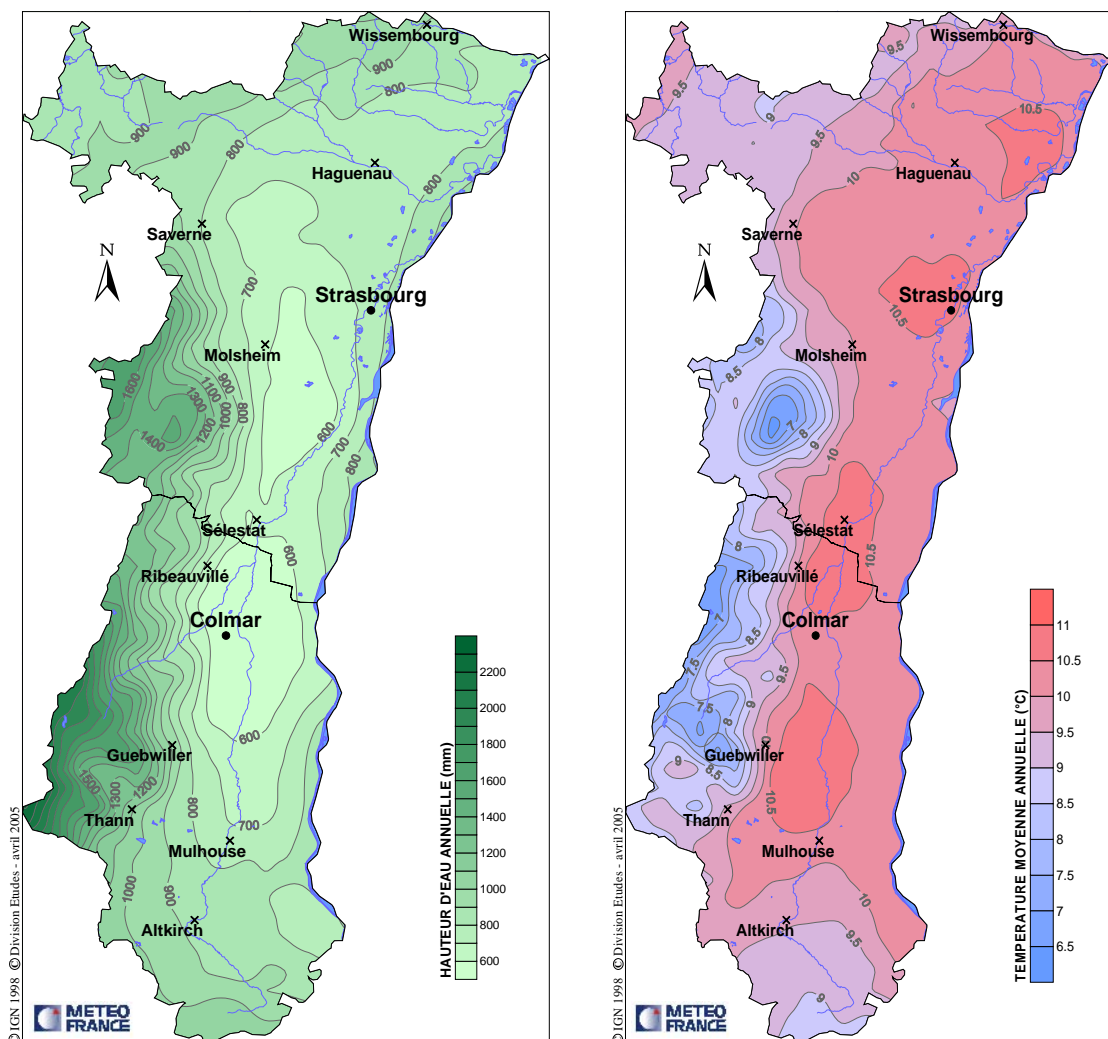 Wissembourg
900
800
900
900
800
Haguenau
800
Saverne
N
700
Strasbourg
Molsheim
1600
900
1100
1300
1000
800
1200
1400
600
700
800
Sélestat
600
Ribeauvillé
Colmar
600
Guebwiller
1500
1200
1300
Thann
800
700
Mulhouse
1000
900
Altkirch
HAUTEUR D'EAU ANNUELLE (mm)
2200
2000
1800
1600
1400
1200
1000
800
600
© IGN 1998 © Division Etudes - avril 2005
METEO
FRANCE
Wissembourg
9.5
9.5
10.5
9
9.5
10
Haguenau
Saverne
N
Strasbourg
10.5
8
Molsheim
8.5
7
8
9
10
Sélestat
8
10.5
Ribeauvillé
7
Colmar
8.5
7.5
9.5
9
7.5
8
Guebwiller
9
8.5
10.5
Thann
Mulhouse
10
Altkirch
9.5
9
TEMPERATURE MOYENNE ANNUELLE (°C)
11
10.5
10
9.5
9
8.5
8
7.5
7
6.5
© IGN 1998 © Division Etudes - avril 2005
METEO
FRANCE